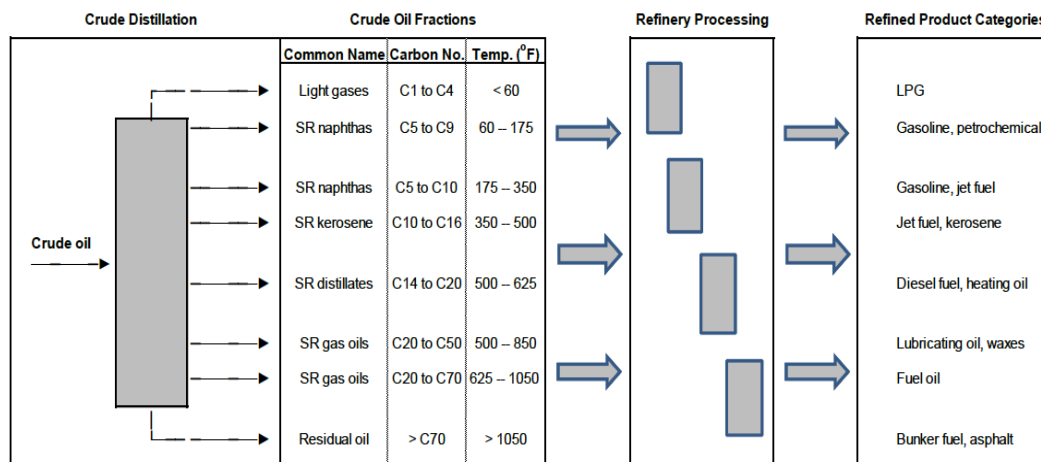 Crude Distillation Crude Oil Fractions Refinery Processing Refined Product Categories
Common Name Carbon No. Temp. (°F)
Light gases C1 to C4 < 60 LPG
SR naphthas C5 to C9 60 -- 175 Gasoline, petrochemical
SR naphthas C5 to C10 175 -- 350 Gasoline, jet fuel
SR kerosene C10 to C16 350 -- 500 Jet fuel, kerosene
Crude oil
SR distillates C14 to C20 500 -- 625 Diesel fuel, heating oil
SR gas oils C20 to C50 500 -- 850 Lubricating oil, waxes
SR gas oils C20 to C70 625 -- 1050 Fuel oil
Residual oil > C70 > 1050 Bunker fuel, asphalt